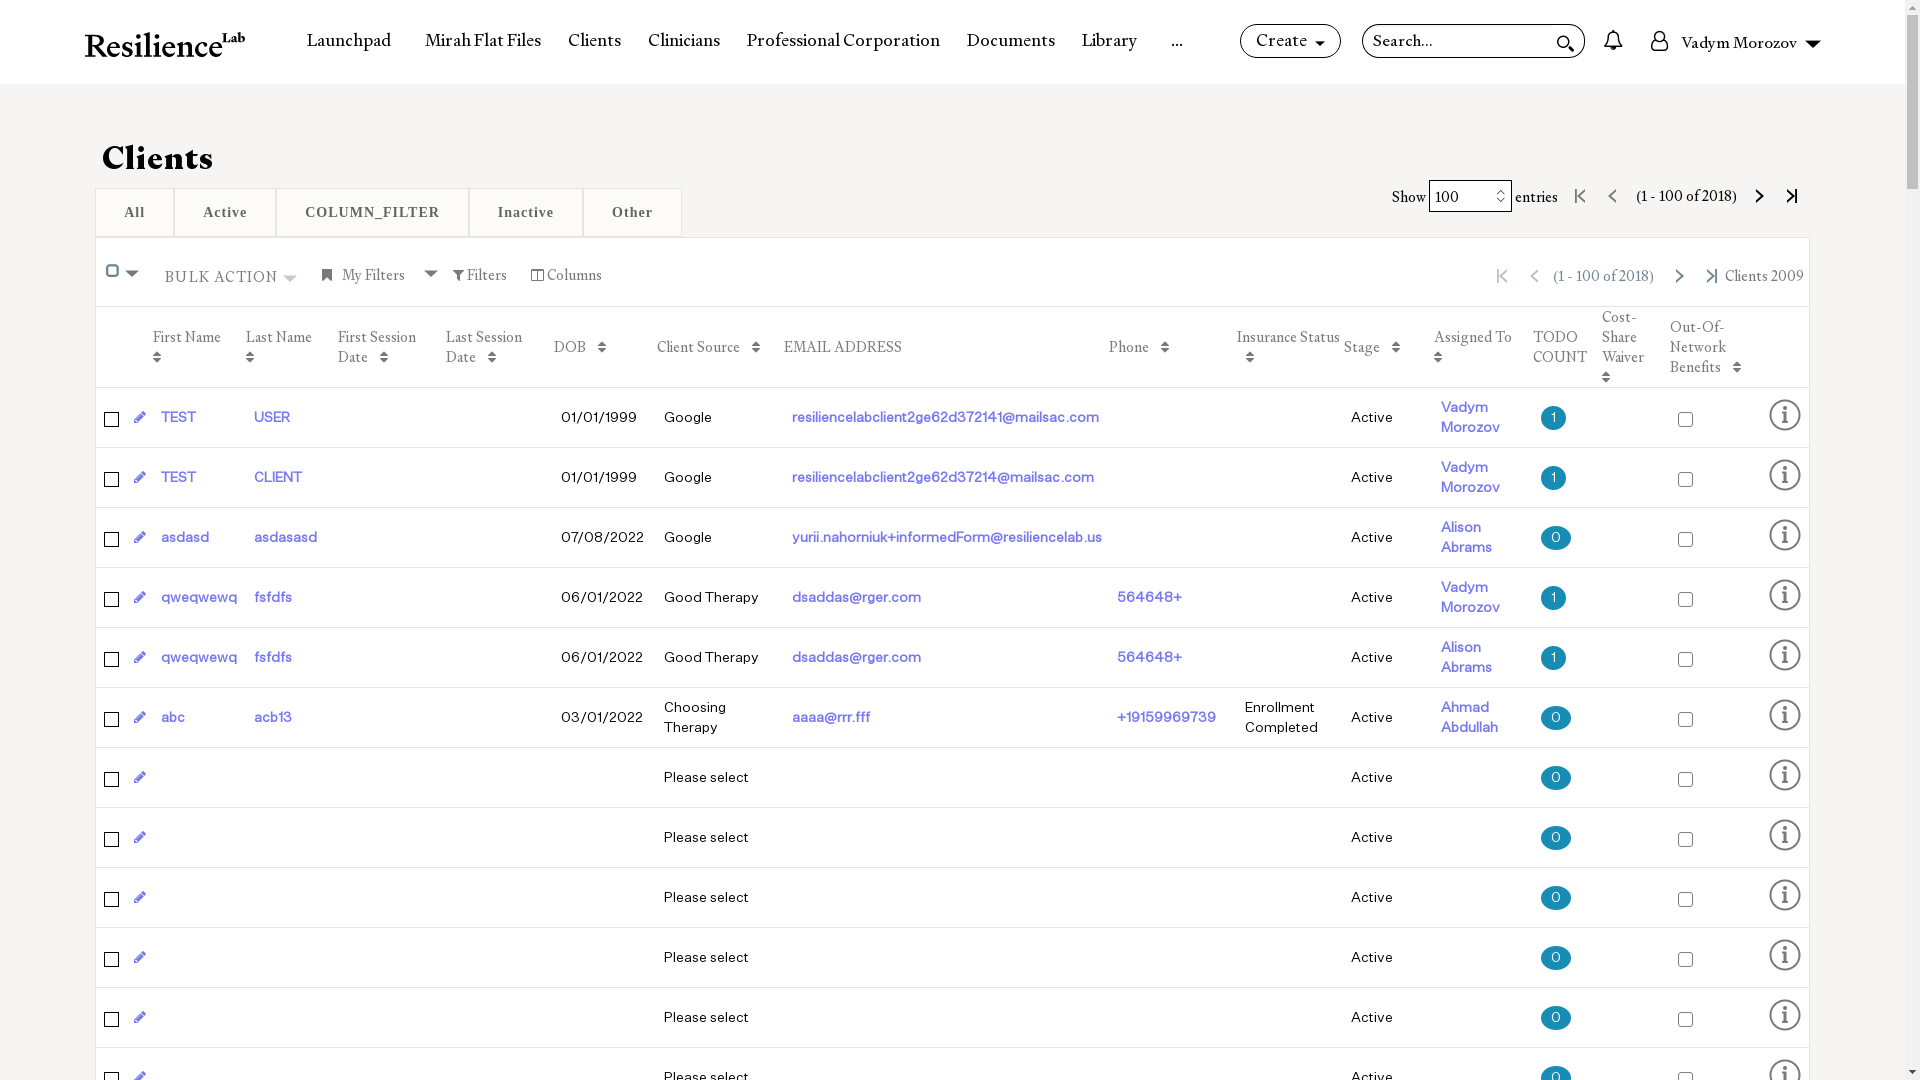 ResilienceLab Launchpad Mirah Flat Files Clients Clinicians Professional Corporation Documents Library ... Create Search... Vadym Morozov
Clients
All Active COLUMN_FILTER Inactive Other
Show 100 entries (1 - 100 of 2018)
BULK ACTION My Filters Filters Columns (1 - 100 of 2018) Clients 2009
First Name Last Name First Session Date Last Session Date DOB Client Source EMAIL ADDRESS Phone Insurance Status Stage Assigned To TODO COUNT Cost-Share Waiver Out-Of-Network Benefits
TEST USER 01/01/1999 Google resiliencelabclient2ge62d372141@mailsac.com Active Vadym Morozov 1
TEST CLIENT 01/01/1999 Google resiliencelabclient2ge62d37214@mailsac.com Active Vadym Morozov 1
asdasd asdasasd 07/08/2022 Google yurii.nahorniuk+informedForm@resiliencelab.us Active Alison Abrams 0
qweqwewq fsfdfs 06/01/2022 Good Therapy dsaddas@rger.com 564648+ Active Vadym Morozov 1
qweqwewq fsfdfs 06/01/2022 Good Therapy dsaddas@rger.com 564648+ Active Alison Abrams 1
abc acb13 03/01/2022 Choosing Therapy aaaa@rrr.fff +19159969739 Enrollment Completed Active Ahmad Abdullah 0
Please select Active 0
Please select Active 0
Please select Active 0
Please select Active 0
Please select Active 0
Please select Active 0